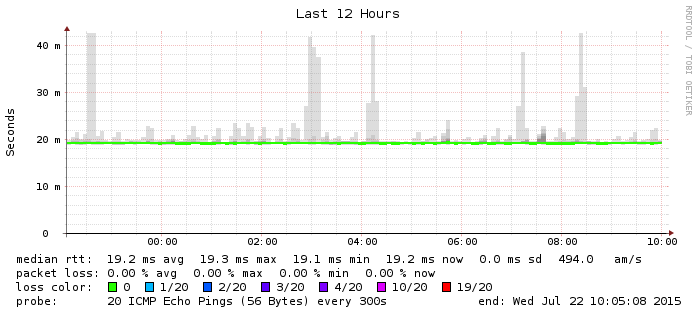 Last 12 Hours
RRDTOOL / TOBI OETIKER
Seconds
40 m
30 m
20 m
10 m
0
00:00 02:00 04:00 06:00 08:00 10:00
median rtt: 19.2 ms avg 19.3 ms max 19.1 ms min 19.2 ms now 0.0 ms sd 494.0 am/s
packet loss: 0.00 % avg 0.00 % max 0.00 % min 0.00 % now
loss color: 0 1/20 2/20 3/20 4/20 10/20 19/20
probe: 20 ICMP Echo Pings (56 Bytes) every 300s end: Wed Jul 22 10:05:08 2015